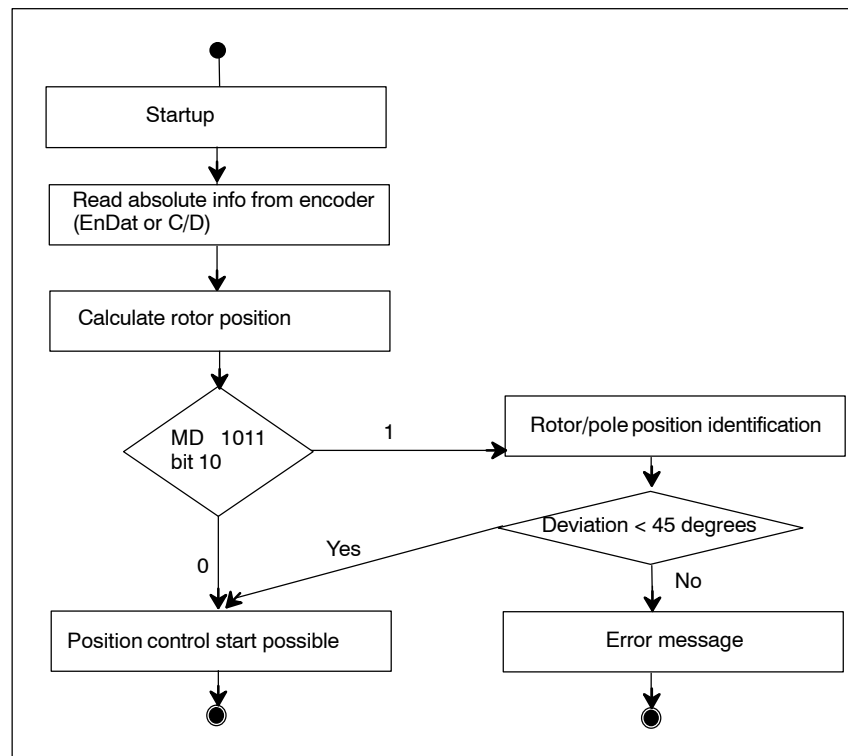 Startup
Read absolute info from encoder
(EnDat or C/D)
Calculate rotor position
MD 1011
bit 10
1
Rotor/pole position identification
Deviation < 45 degrees
Yes
0
No
Position control start possible
Error message